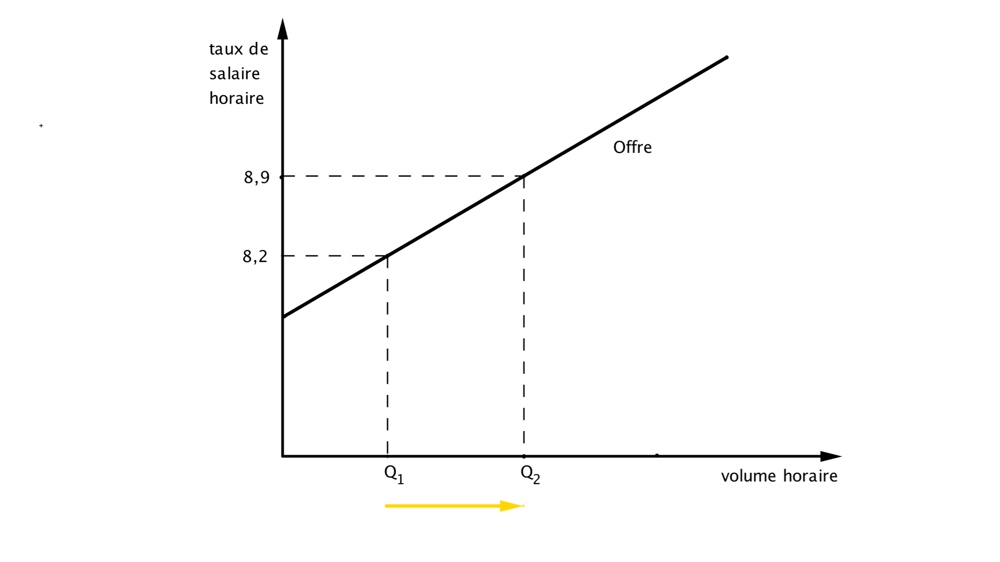 taux de
salaire
horaire
Offre
8,9
8,2
Q1
Q2
volume horaire